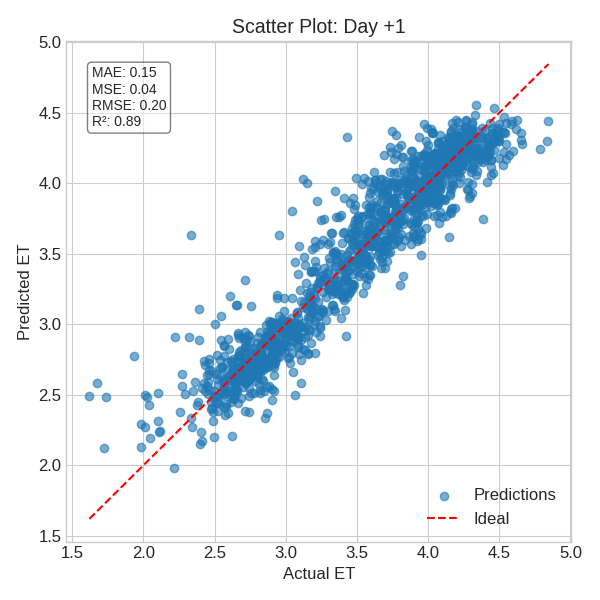 Scatter Plot: Day +1
MAE: 0.15
MSE: 0.04
RMSE: 0.20
R²: 0.89
Predicted ET
5.0
4.5
4.0
3.5
3.0
2.5
2.0
1.5
1.5 2.0 2.5 3.0 3.5 4.0 4.5 5.0
Actual ET
Predictions
Ideal